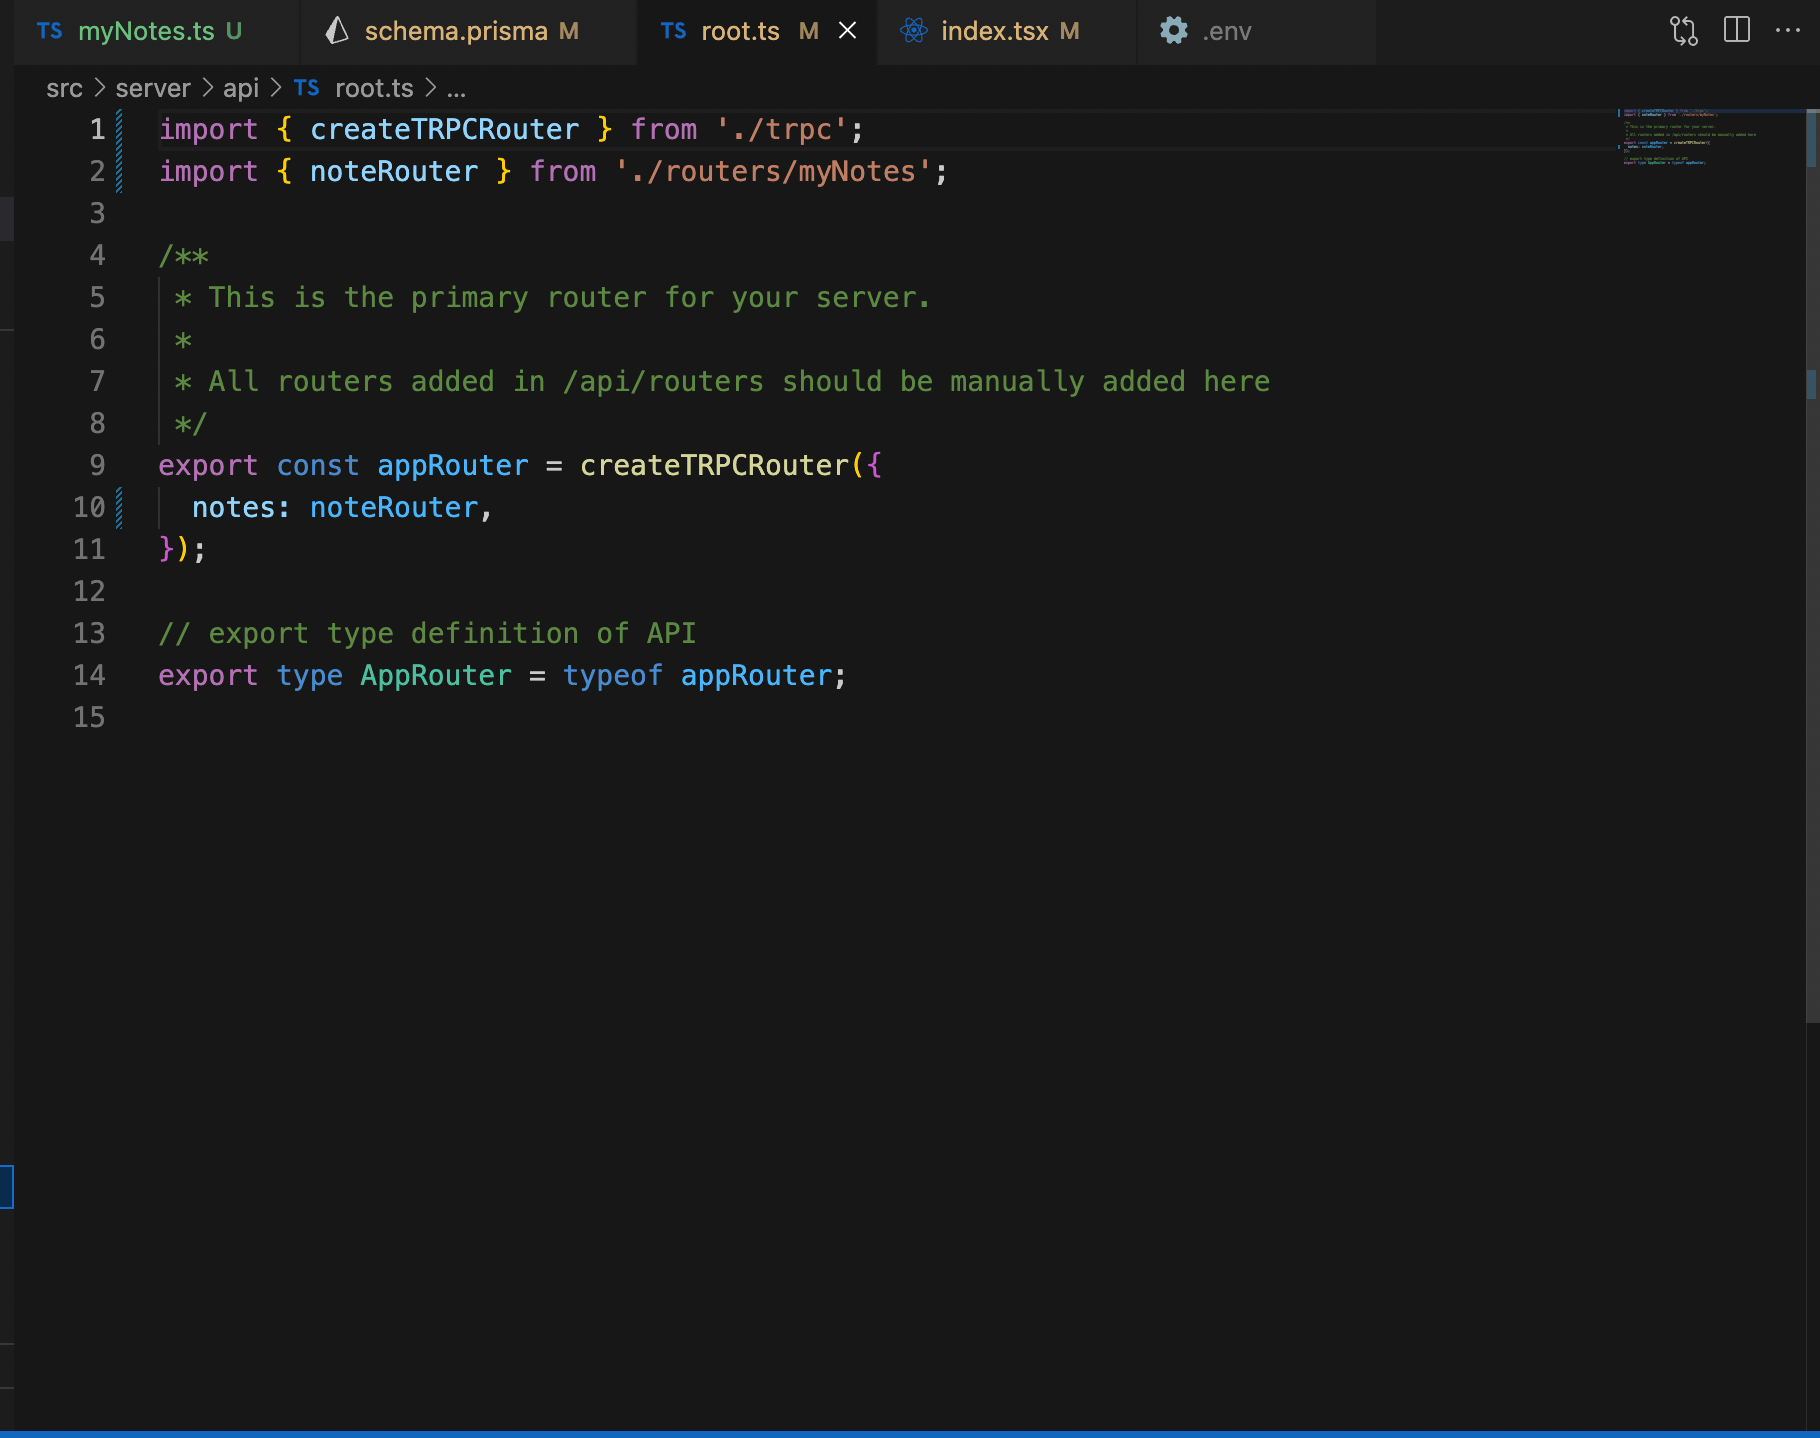 TS myNotes.ts U schema.prisma M TS root.ts M index.tsx M .env
src > server > api > TS root.ts > ...
1 import { createTRPCRouter } from './trpc';
2 import { noteRouter } from './routers/myNotes';
3
4 /**
5  * This is the primary router for your server.
6  *
7  * All routers added in /api/routers should be manually added here
8  */
9 export const appRouter = createTRPCRouter({
10   notes: noteRouter,
11 });
12
13 // export type definition of API
14 export type AppRouter = typeof appRouter;
15